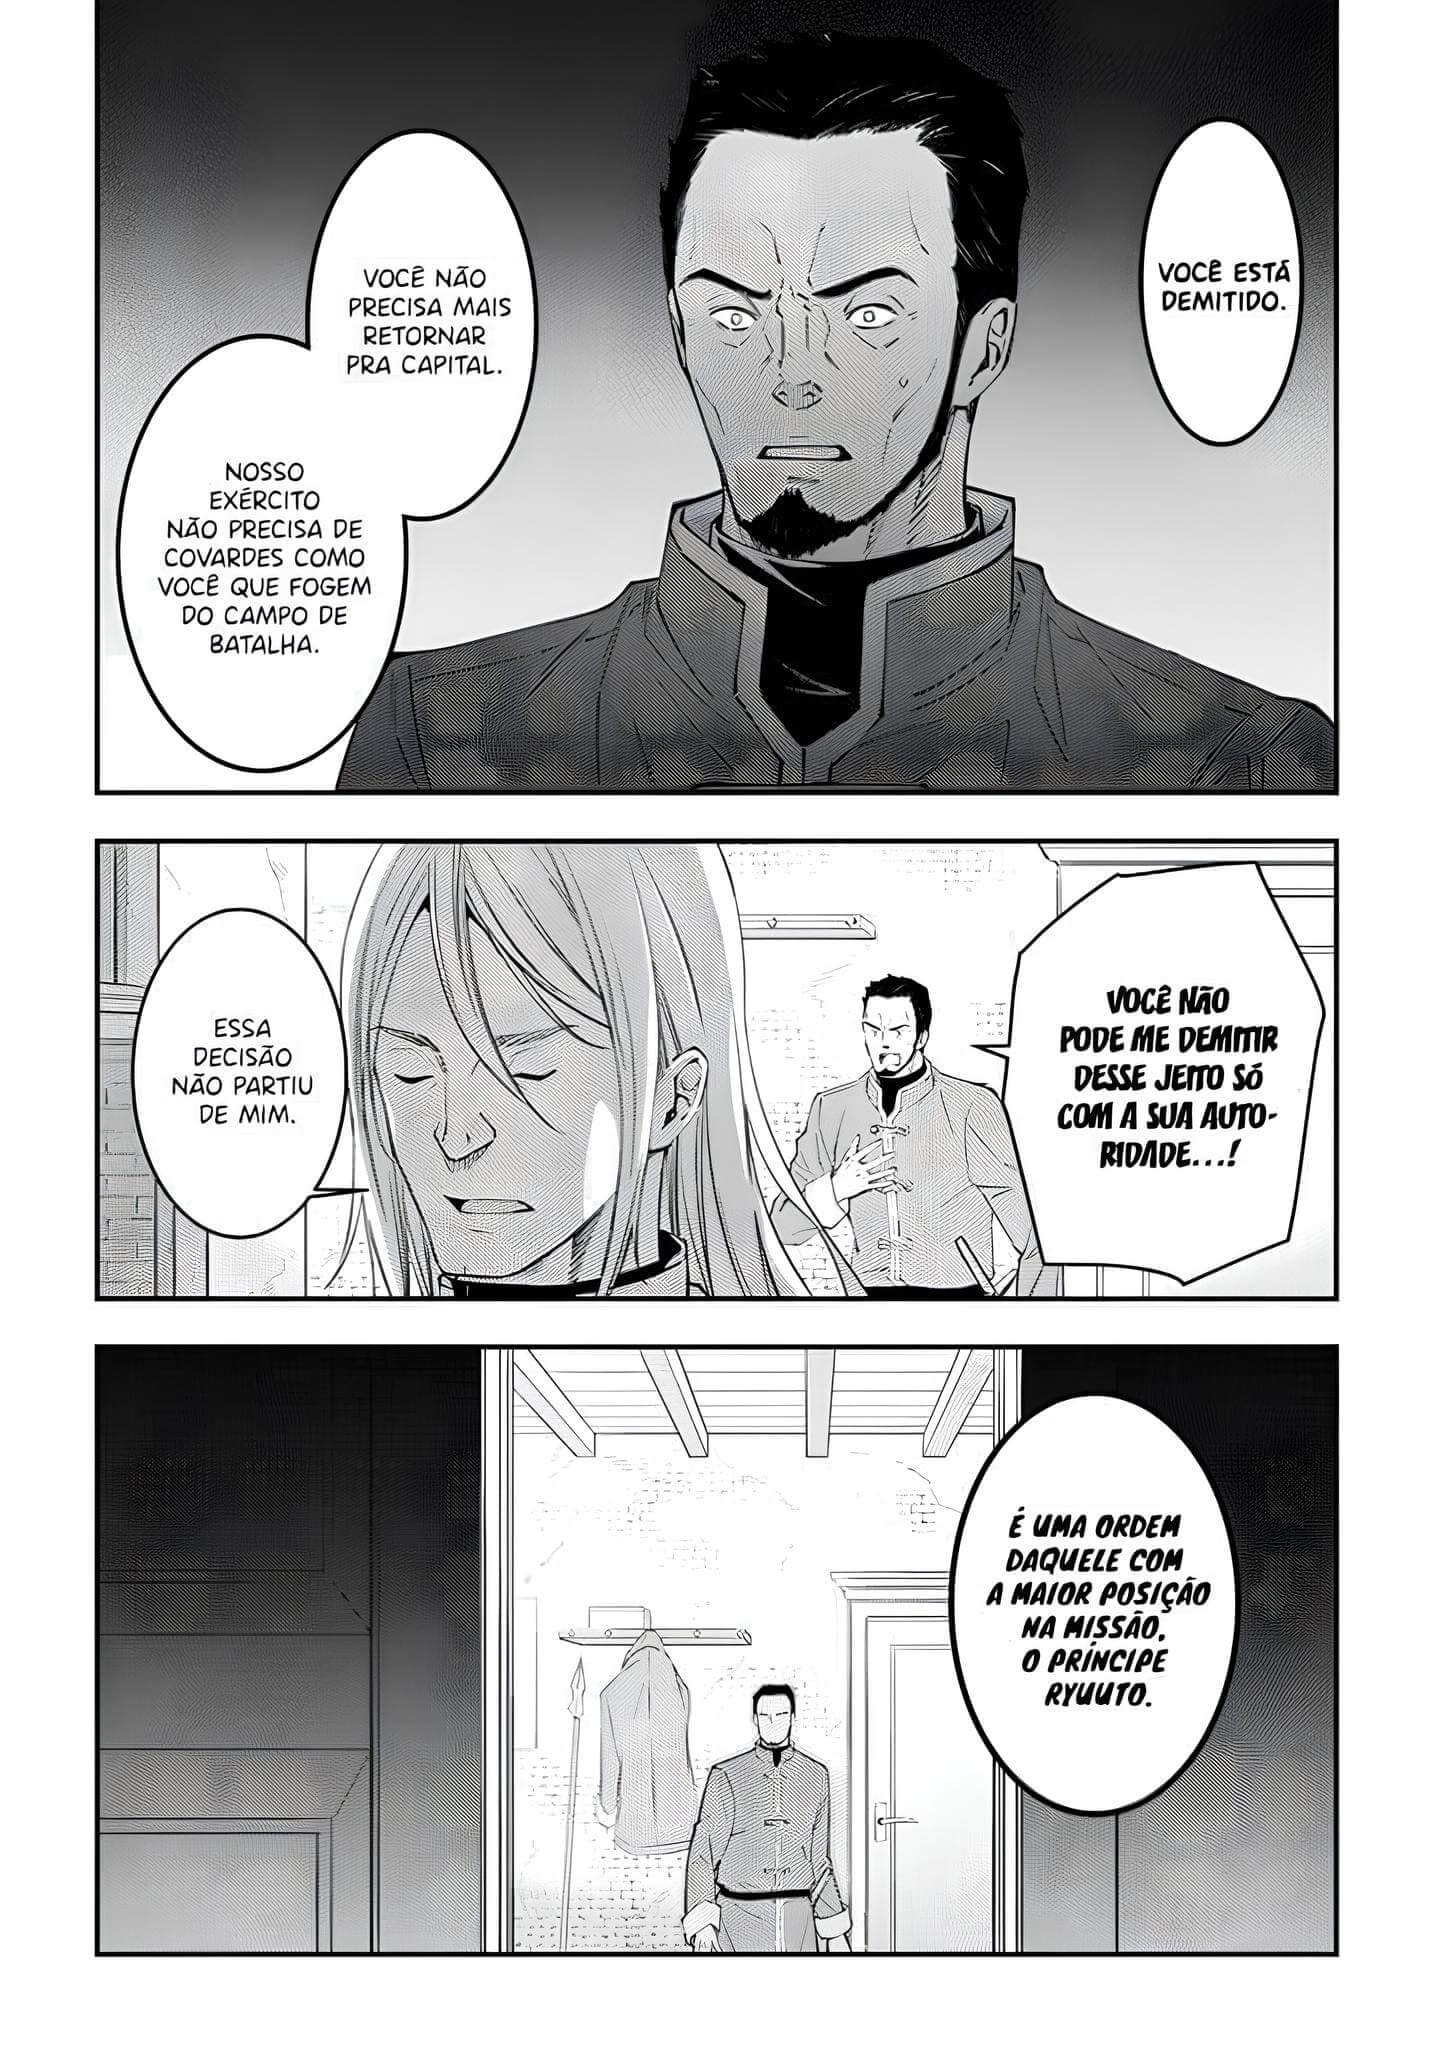 VOCÊ ESTÁ
DEMITIDO.
VOCÊ NÃO
PRECISA MAIS
RETORNAR
PRA CAPITAL.
NOSSO
EXÉRCITO
NÃO PRECISA DE
COVARDES COMO
VOCÊ QUE FOGEM
DO CAMPO DE
BATALHA.
VOCÊ NÃO
PODE ME DEMITIR
DESSE JEITO SÓ
COM A SUA AUTO-
RIDADE...!
ESSA
DECISÃO
NÃO PARTIU
DE MIM.
É UMA ORDEM
DAQUELE COM
A MAIOR POSIÇÃO
NA MISSÃO,
O PRÍNCIPE
RYUUTO.